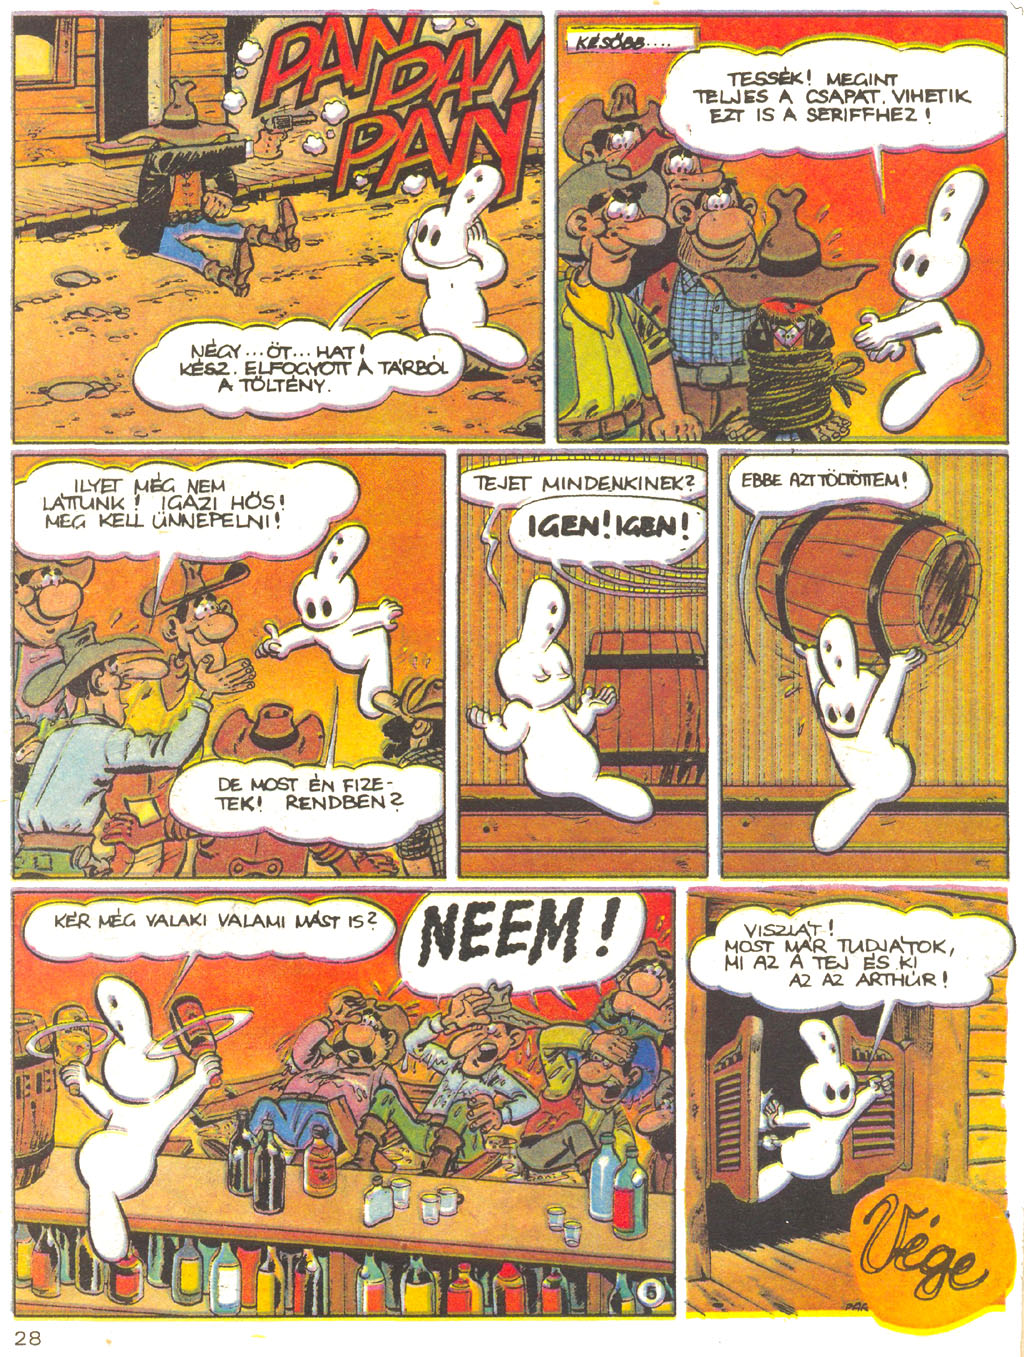 PAN
PAN
PAN
NÉGY...ÖT...HAT!
KÉSZ. ELFOGYOTT A TÁRBÓL
A TÖLTÉNY.
KÉSŐBB....
TESSÉK! MEGINT
TELJES A CSAPAT. VIHETIK
EZT IS A SERIFFHEZ!
ILYET MÉG NEM
LÁTTUNK! IGAZI HŐS!
MEG KELL ÜNNEPELNI!
DE MOST ÉN FIZE-
TEK! RENDBEN?
TEJET MINDENKINEK?
IGEN! IGEN!
EBBE AZT TÖLTÖTTEM!
KÉR MÉG VALAKI VALAMI MÁST IS?
NEEM!
VISZLÁT!
MOST MÁR TUDJÁTOK,
MI AZ A TEJ ÉS KI
AZ AZ ARTHÚR!
Vége
6
28